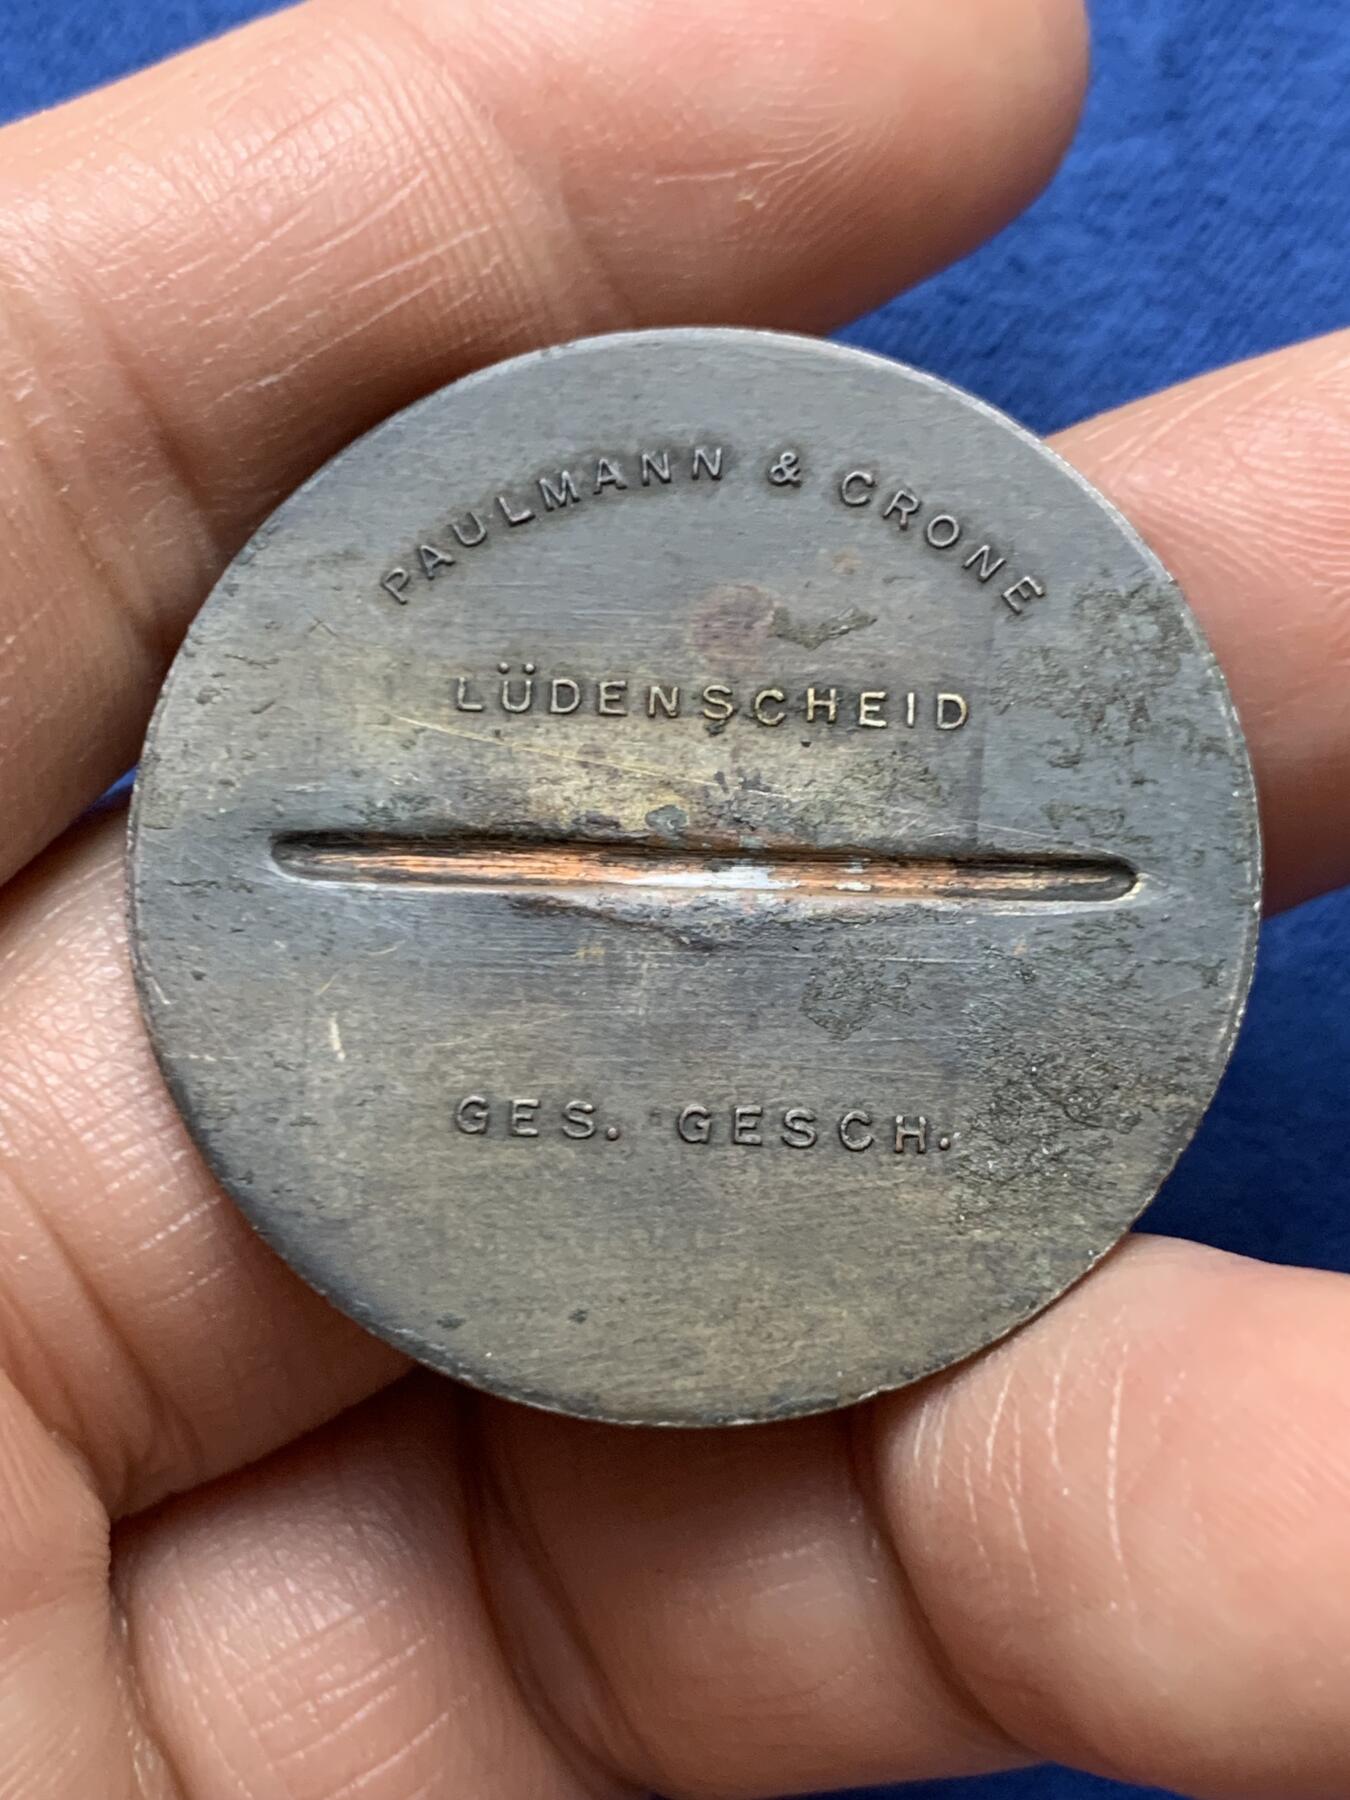 PAULMANN & CRONE
LÜDENSCHEID
GES. GESCH.